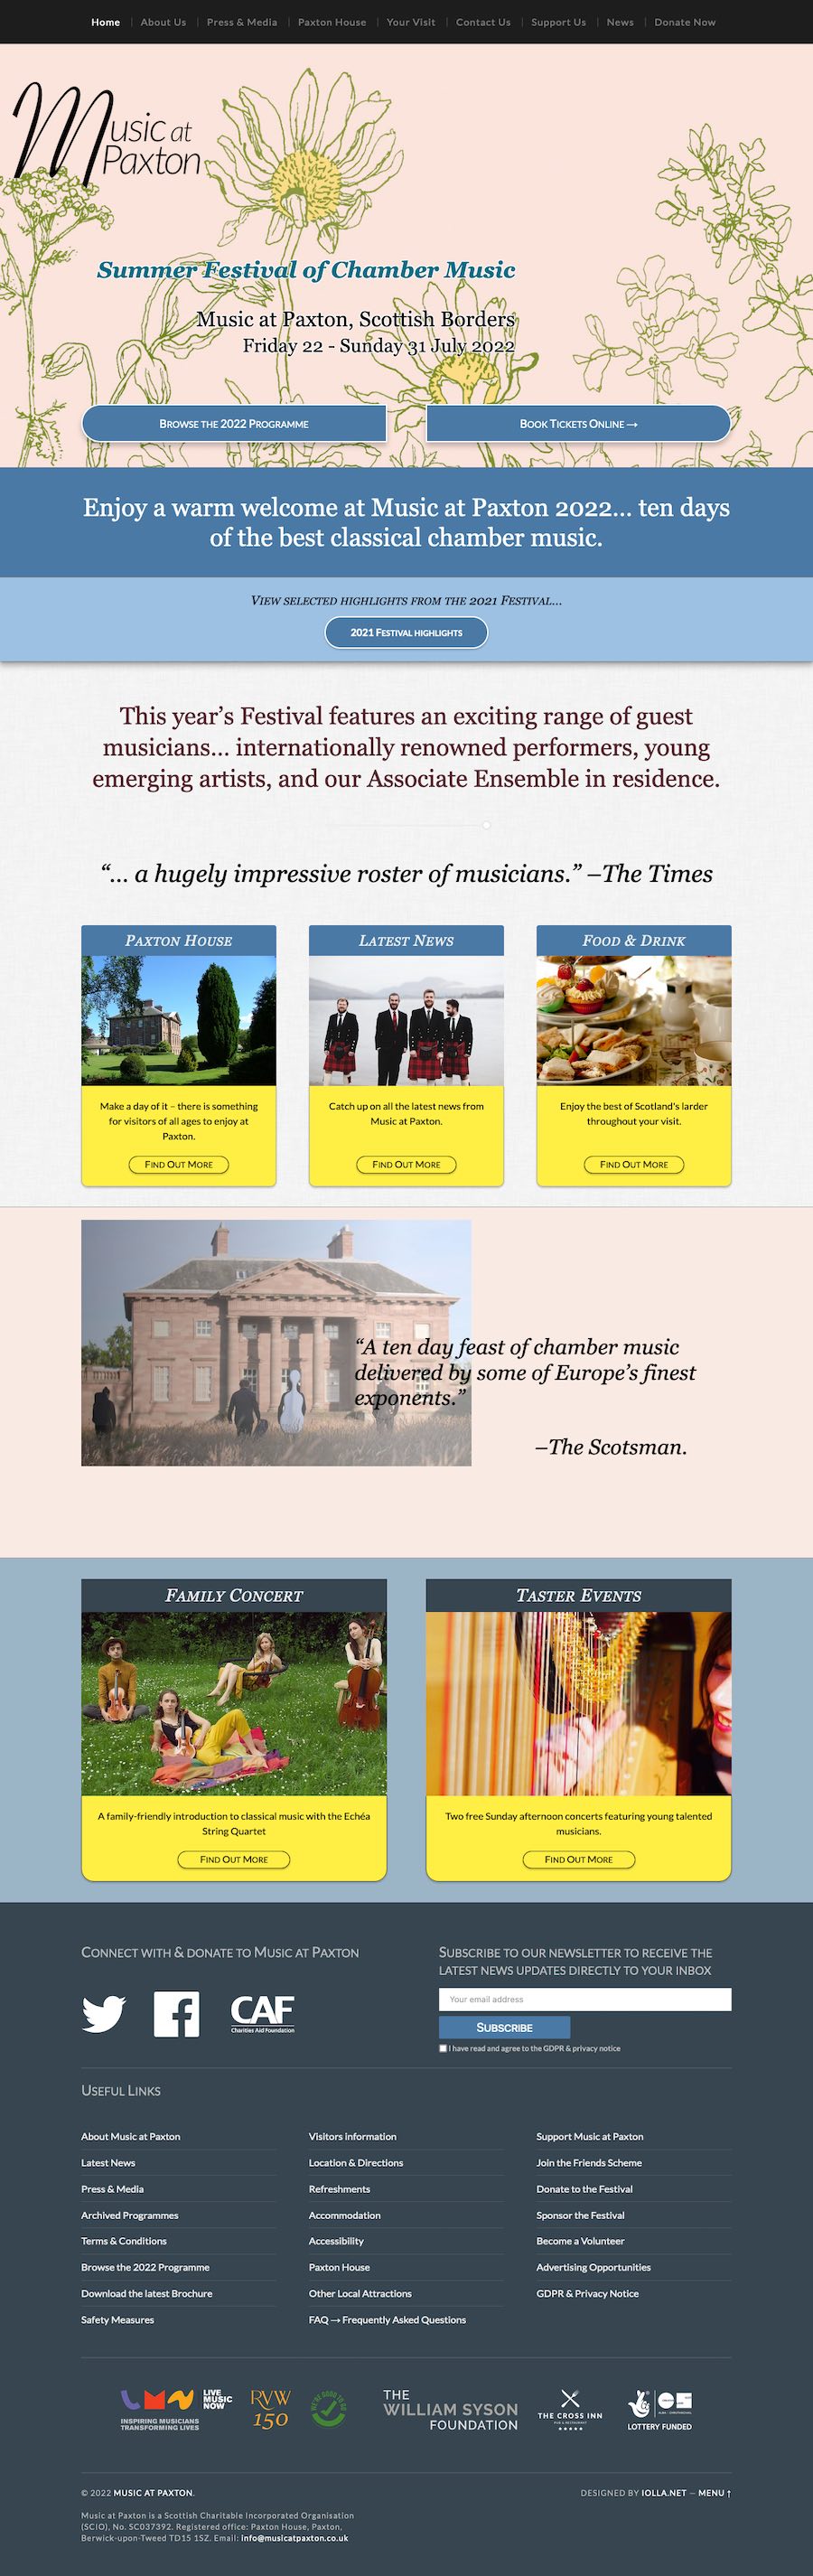 Home
About Us
Press & Media
Paxton House
Your Visit
Contact Us
Support Us
News
Donate Now
Music at
Paxton
Summer Festival of Chamber Music
Music at Paxton, Scottish Borders
Friday 22 - Sunday 31 July 2022
Browse the 2022 Programme
Book Tickets Online →
Enjoy a warm welcome at Music at Paxton 2022... ten days
of the best classical chamber music.
View selected highlights from the 2021 Festival...
2021 Festival highlights
This year’s Festival features an exciting range of guest
musicians... internationally renowned performers, young
emerging artists, and our Associate Ensemble in residence.
“... a hugely impressive roster of musicians.” –The Times
Paxton House
Make a day of it – there is something
for visitors of all ages to enjoy at
Paxton.
Find Out More
Latest News
Catch up on all the latest news from
Music at Paxton.
Find Out More
Food & Drink
Enjoy the best of Scotland's larder
throughout your visit.
Find Out More
“A ten day feast of chamber music
delivered by some of Europe’s finest
exponents.”
–The Scotsman.
Family Concert
A family-friendly introduction to classical music with the Echéa
String Quartet
Find Out More
Taster Events
Two free Sunday afternoon concerts featuring young talented
musicians.
Find Out More
Connect with & donate to Music at Paxton
CAF
Charities Aid Foundation
Subscribe to our newsletter to receive the
latest news updates directly to your inbox
Your email address
Subscribe
I have read and agree to the GDPR & privacy notice
Useful Links
About Music at Paxton
Latest News
Press & Media
Archived Programmes
Terms & Conditions
Browse the 2022 Programme
Download the latest Brochure
Safety Measures
Visitors information
Location & Directions
Refreshments
Accommodation
Accessibility
Paxton House
Other Local Attractions
FAQ → Frequently Asked Questions
Support Music at Paxton
Join the Friends Scheme
Donate to the Festival
Sponsor the Festival
Become a Volunteer
Advertising Opportunities
GDPR & Privacy Notice
LIVE
MUSIC
NOW
INSPIRING MUSICIANS
TRANSFORMING LIVES
RVW
150
THE
WILLIAM SYSON
FOUNDATION
THE CROSS INN
LOTTERY FUNDED
© 2022 MUSIC AT PAXTON.
DESIGNED BY IOLLA.NET — MENU ↑
Music at Paxton is a Scottish Charitable Incorporated Organisation
(SCIO), No. SC037392. Registered office: Paxton House, Paxton,
Berwick-upon-Tweed TD15 1SZ. Email: info@musicatpaxton.co.uk